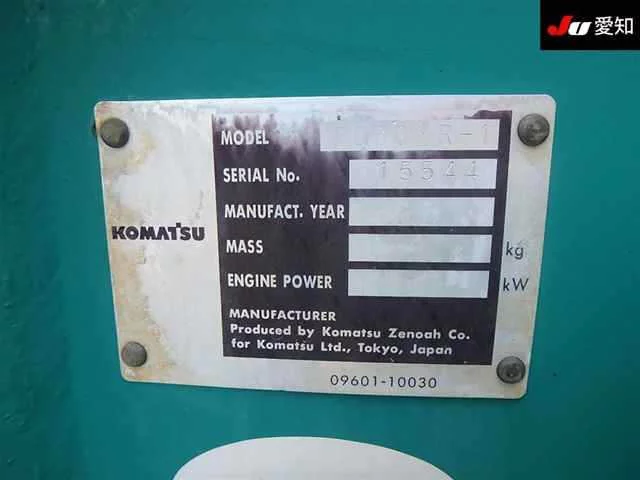 JU 愛知
MODEL
SERIAL No. 15544
MANUFACT. YEAR
KOMATSU
MASS kg
ENGINE POWER kW
MANUFACTURER
Produced by Komatsu Zenoah Co.
for Komatsu Ltd., Tokyo, Japan
09601-10030